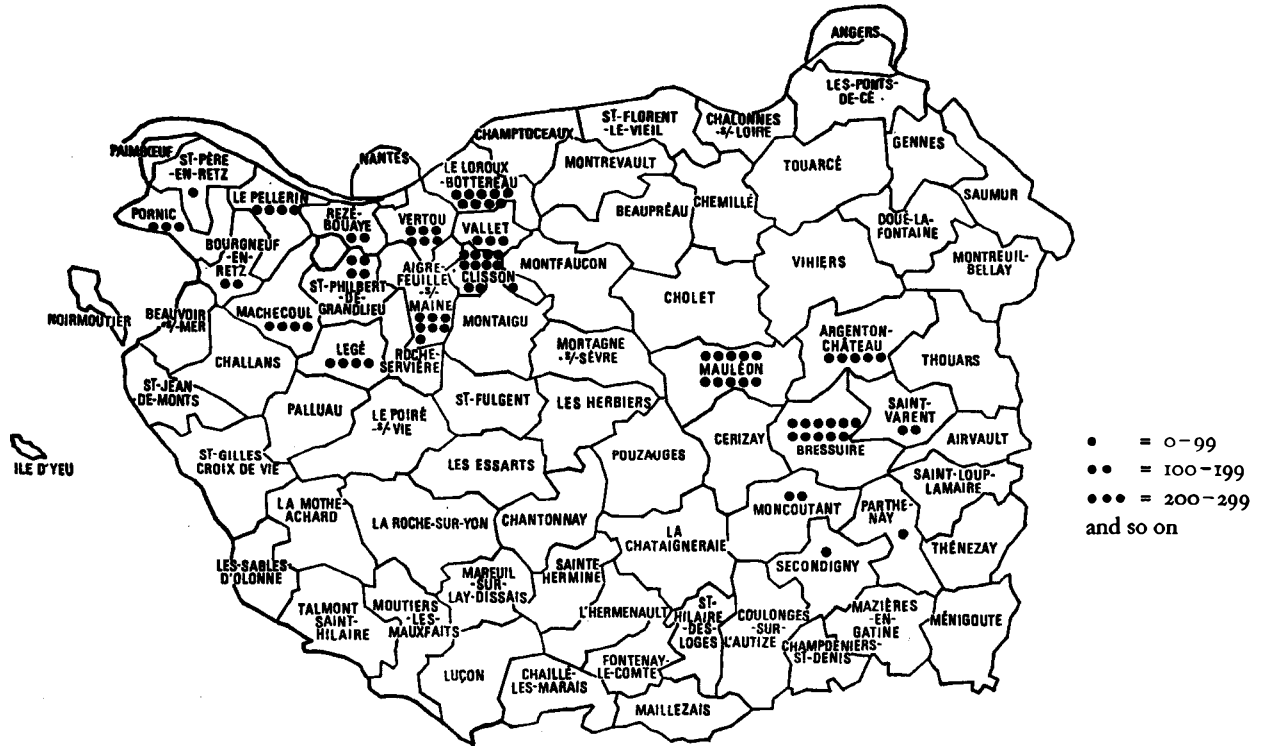 ANGERS
LES-PONTS-
DE-CÉ
ST-FLORENT
-LE-VIEIL
CHALONNES
-S/-LOIRE
CHAMPTOCEAUX
GENNES
PAIMBŒUF
ST-PÈRE
-EN-RETZ
NANTES
LE LOROUX
-BOTTEREAU
MONTREVAULT
TOUARCÉ
SAUMUR
LE PELLERIN
PORNIC
REZÉ-
BOUAYE
VERTOU
VALLET
BEAUPRÉAU
CHEMILLÉ
DOUÉ-LA-
FONTAINE
BOURGNEUF
-EN-
RETZ
AIGRE-
FEUILLE
-S/-
MAINE
CLISSON
MONTFAUCON
VIHIERS
MONTREUIL-
BELLAY
ST-PHILBERT
-DE-
GRANDLIEU
CHOLET
NOIRMOUTIER
BEAUVOIR
-S/-MER
MACHECOUL
MONTAIGU
ARGENTON-
CHÂTEAU
CHALLANS
LEGÉ
ROCHE-
SERVIÈRE
MORTAGNE
-S/-SÈVRE
MAULÉON
THOUARS
ST-JEAN
-DE-MONTS
PALLUAU
LE POIRÉ
-S/-VIE
ST-FULGENT
LES HERBIERS
SAINT-
VARENT
ILE D'YEU
ST-GILLES
CROIX DE VIE
LES ESSARTS
POUZAUGES
CERIZAY
BRESSUIRE
AIRVAULT
= 0-99
= 100-199
= 200-299
and so on
SAINT-LOUP-
LAMAIRE
LA MOTHE-
ACHARD
LA ROCHE-SUR-YON
CHANTONNAY
MONCOUTANT
PARTHE-
NAY
LA
CHATAIGNERAIE
THÉNEZAY
LES-SABLES-
D'OLONNE
MAREUIL
-SUR-
LAY-DISSAIS
SAINTE
HERMINE
SECONDIGNY
TALMONT
SAINT-
HILAIRE
MOUTIERS
-LES-
MAUXFAITS
L'HERMENAULT
ST-
HILAIRE
-DES-
LOGES
COULONGES
-SUR-
L'AUTIZE
MAZIÈRES
-EN-
GATINE
MÉNIGOUTE
CHAMPDENIERS-
ST-DENIS
LUÇON
CHAILLÉ
-LES-MARAIS
FONTENAY-
LE-COMTE
MAILLEZAIS